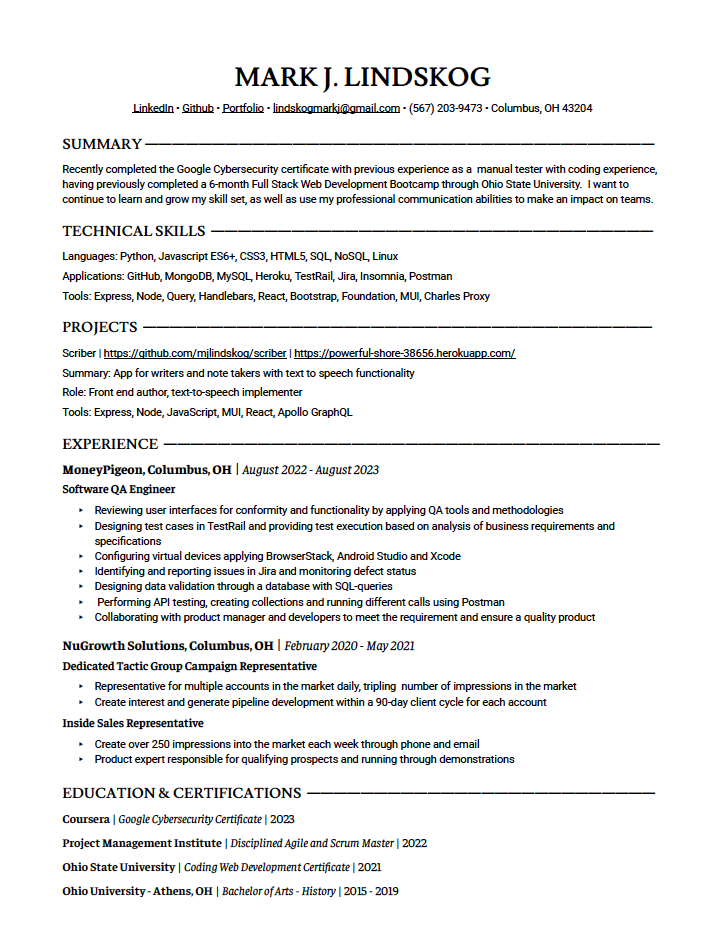 MARK J. LINDSKOG
LinkedIn • Github • Portfolio • lindskogmarkj@gmail.com • (567) 203-9473 • Columbus, OH 43204
SUMMARY
Recently completed the Google Cybersecurity certificate with previous experience as a  manual tester with coding experience,
having previously completed a 6-month Full Stack Web Development Bootcamp through Ohio State University.  I want to
continue to learn and grow my skill set, as well as use my professional communication abilities to make an impact on teams.
TECHNICAL SKILLS
Languages: Python, Javascript ES6+, CSS3, HTML5, SQL, NoSQL, Linux
Applications: GitHub, MongoDB, MySQL, Heroku, TestRail, Jira, Insomnia, Postman
Tools: Express, Node, Query, Handlebars, React, Bootstrap, Foundation, MUI, Charles Proxy
PROJECTS
Scriber | https://github.com/mjlindskog/scriber | https://powerful-shore-38656.herokuapp.com/
Summary: App for writers and note takers with text to speech functionality
Role: Front end author, text-to-speech implementer
Tools: Express, Node, JavaScript, MUI, React, Apollo GraphQL
EXPERIENCE
MoneyPigeon, Columbus, OH | August 2022 - August 2023
Software QA Engineer
‣ Reviewing user interfaces for conformity and functionality by applying QA tools and methodologies
‣ Designing test cases in TestRail and providing test execution based on analysis of business requirements and
specifications
‣ Configuring virtual devices applying BrowserStack, Android Studio and Xcode
‣ Identifying and reporting issues in Jira and monitoring defect status
‣ Designing data validation through a database with SQL-queries
‣ Performing API testing, creating collections and running different calls using Postman
‣ Collaborating with product manager and developers to meet the requirement and ensure a quality product
NuGrowth Solutions, Columbus, OH | February 2020 - May 2021
Dedicated Tactic Group Campaign Representative
‣ Representative for multiple accounts in the market daily, tripling  number of impressions in the market
‣ Create interest and generate pipeline development within a 90-day client cycle for each account
Inside Sales Representative
‣ Create over 250 impressions into the market each week through phone and email
‣ Product expert responsible for qualifying prospects and running through demonstrations
EDUCATION & CERTIFICATIONS
Coursera | Google Cybersecurity Certificate | 2023
Project Management Institute | Disciplined Agile and Scrum Master | 2022
Ohio State University | Coding Web Development Certificate | 2021
Ohio University - Athens, OH | Bachelor of Arts - History | 2015 - 2019